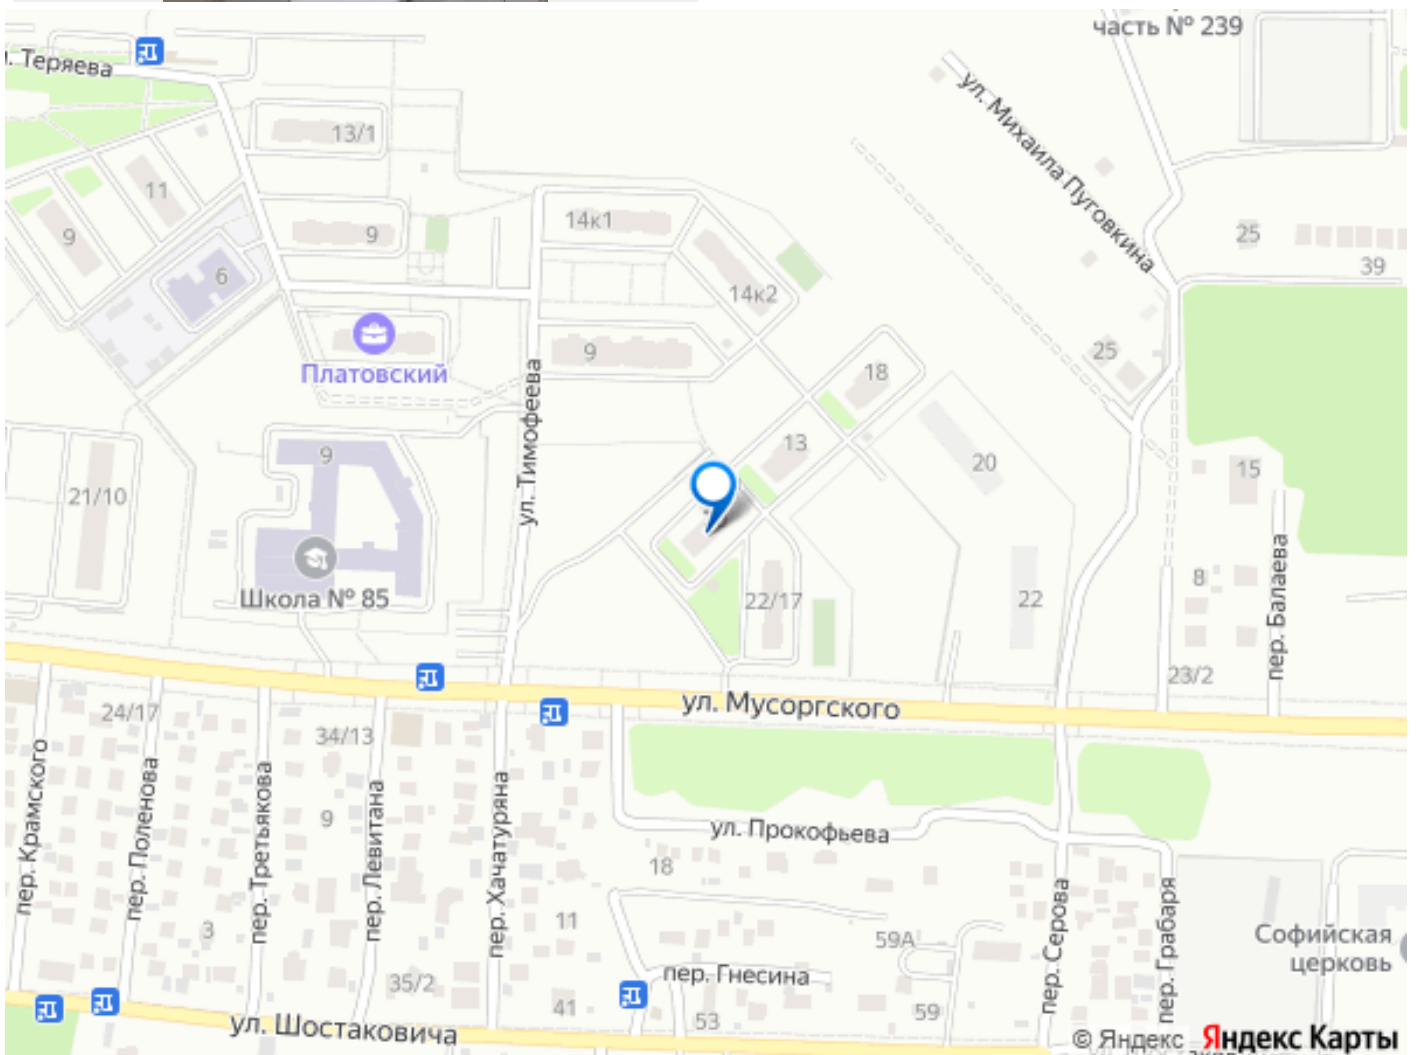 часть № 239
. Теряева
ул. Михаила Пуговкина
13/1
11
14к1
9
9
25
39
6
14к2
9
25
Платовский
18
ул. Тимофеева
13
9
20
15
21/10
8
Школа № 85
22/17
22
пер. Балаева
23/2
ул. Мусоргского
24/17
34/13
пер. Крамского
пер. Поленова
пер. Третьякова
пер. Левитана
пер. Хачатуряна
9
ул. Прокофьева
18
пер. Серова
пер. Грабаря
11
3
59А
Софийская
церковь
пер. Гнесина
35/2
41
53
59
ул. Шостаковича
© Яндекс Яндекс Карты